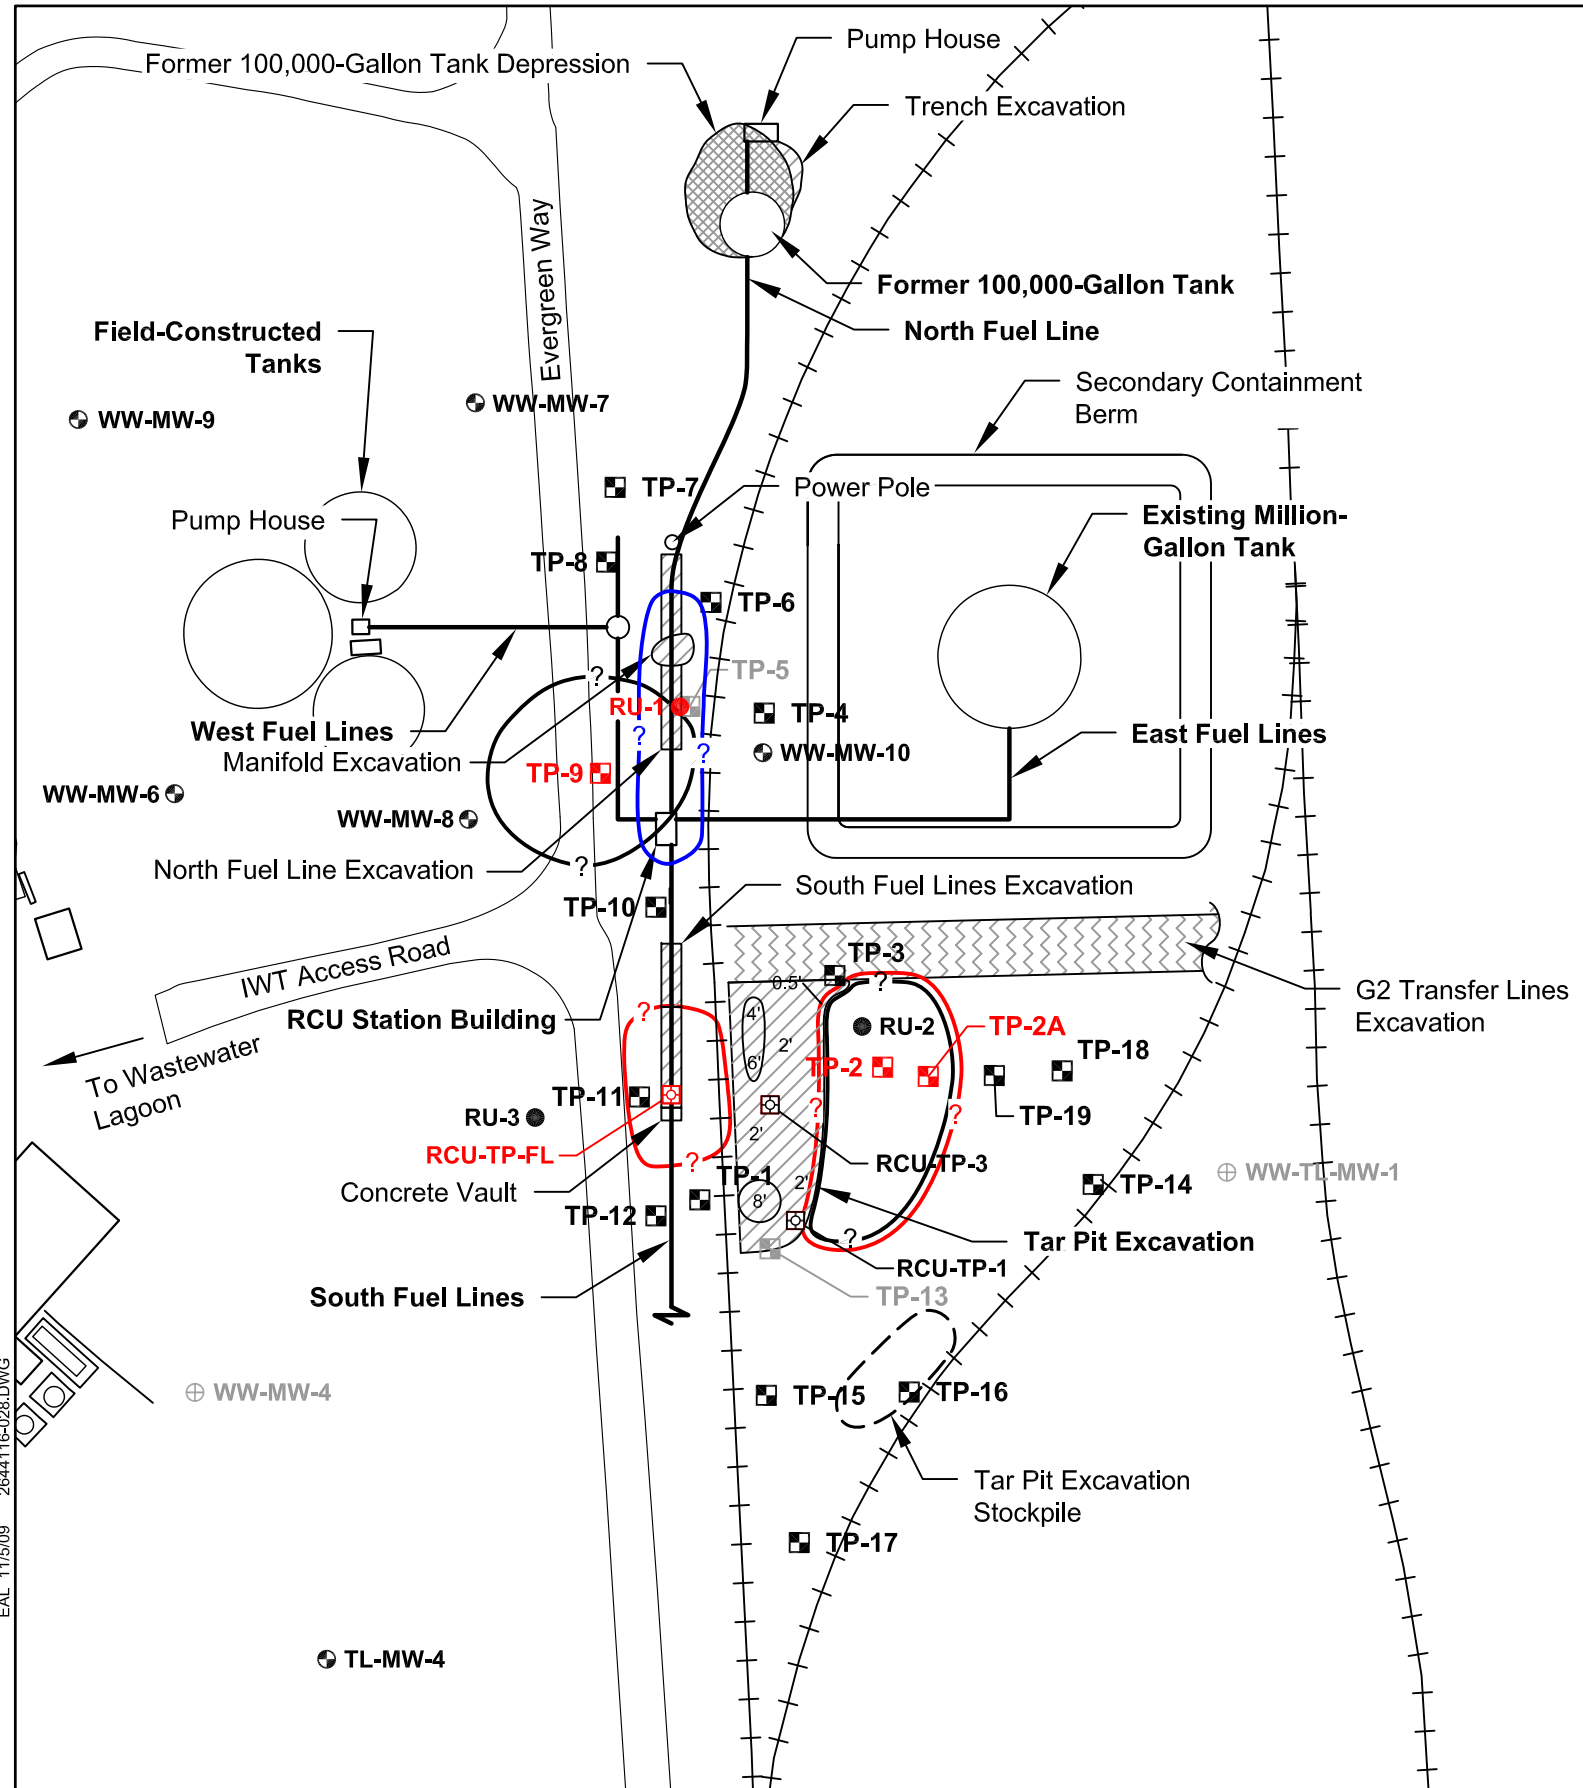 Pump House
Former 100,000-Gallon Tank Depression
Trench Excavation
Evergreen Way
Former 100,000-Gallon Tank
North Fuel Line
Field-Constructed
Tanks
Secondary Containment
Berm
WW-MW-9
WW-MW-7
TP-7
Power Pole
Pump House
Existing Million-
Gallon Tank
TP-8
TP-6
?
TP-5
RU-1
TP-4
West Fuel Lines
?
?
WW-MW-10
East Fuel Lines
Manifold Excavation
TP-9
WW-MW-6
WW-MW-8
?
North Fuel Line Excavation
South Fuel Lines Excavation
TP-10
IWT Access Road
TP-3
0.5'
?
G2 Transfer Lines
Excavation
RCU Station Building
?
4'
RU-2
TP-2A
2'
To Wastewater
Lagoon
6'
TP-2
TP-18
TP-11
RU-3
?
?
TP-19
2'
RCU-TP-FL
?
RCU-TP-3
TP-1
WW-TL-MW-1
Concrete Vault
2'
TP-14
8'
TP-12
?
Tar Pit Excavation
RCU-TP-1
South Fuel Lines
TP-13
WW-MW-4
TP-15
TP-16
Tar Pit Excavation
Stockpile
TP-17
TL-MW-4
EAL 11/5/09 2644116-028.DWG